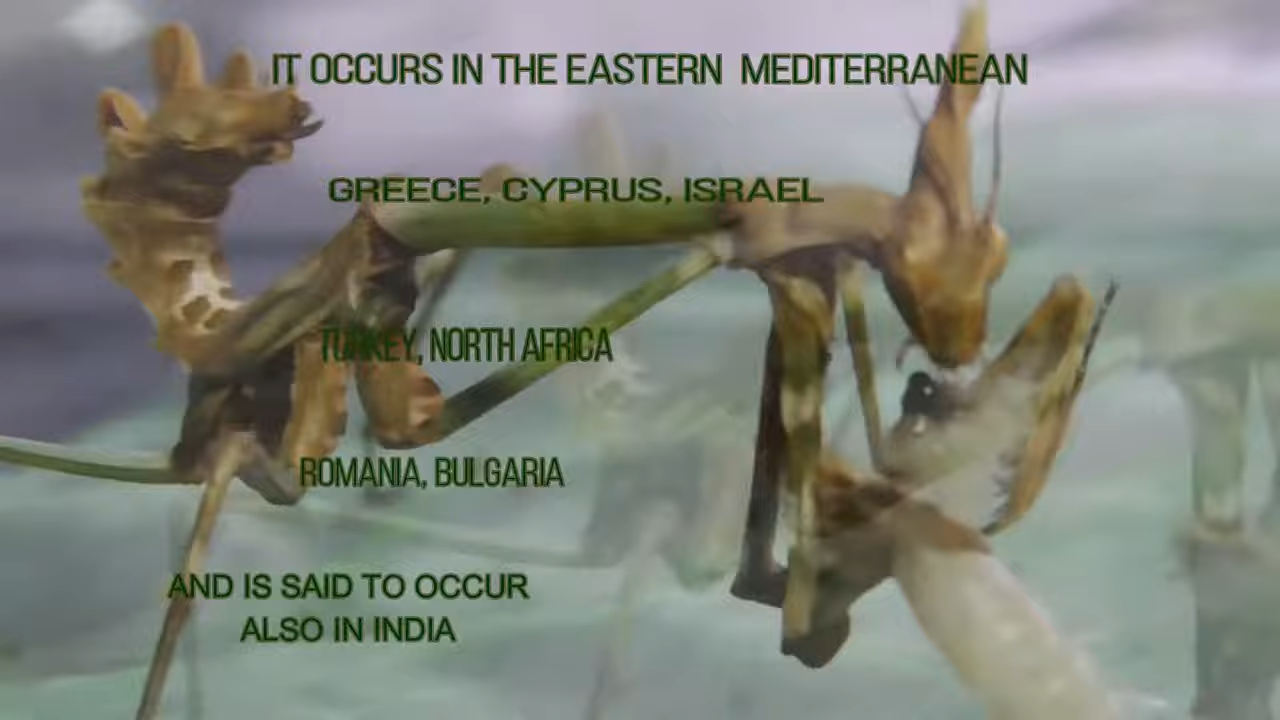 IT OCCURS IN THE EASTERN MEDITERRANEAN
GREECE, CYPRUS, ISRAEL
TURKEY, NORTH AFRICA
ROMANIA, BULGARIA
AND IS SAID TO OCCUR
ALSO IN INDIA